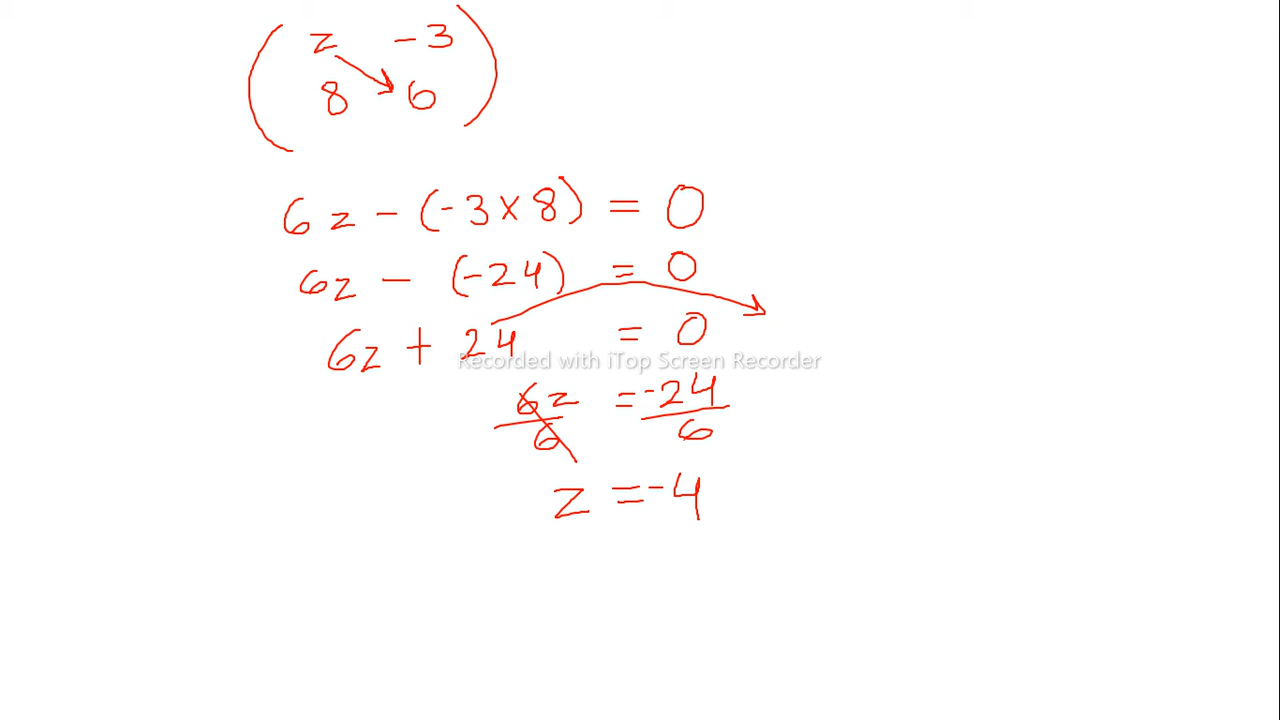 z -3
8 6
6z - (-3 × 8) = 0
6z - (-24) = 0
6z + 24 = 0
Recorded with iTop Screen Recorder
6z/6 = -24/6
z = -4